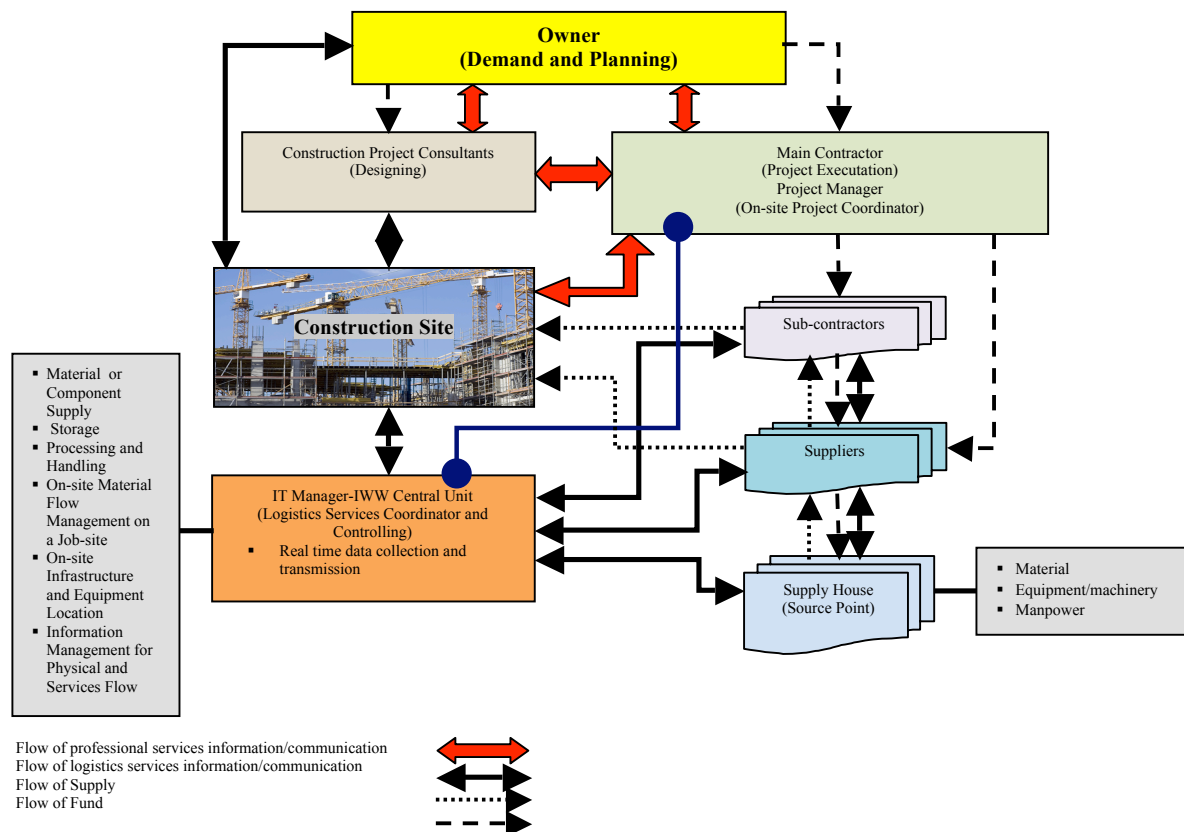 Owner
(Demand and Planning)
Construction Project Consultants
(Designing)
Main Contractor
(Project Execution)
Project Manager
(On-site Project Coordinator)
Construction Site
Sub-contractors
▪ Material or
Component
Supply
▪ Storage
▪ Processing and
Handling
▪ On-site Material
Flow
Management on
a Job-site
▪ On-site
Infrastructure
and Equipment
Location
▪ Information
Management for
Physical and
Services Flow
Suppliers
IT Manager-IWW Central Unit
(Logistics Services Coordinator and
Controlling)
▪ Real time data collection and
transmission
Supply House
(Source Point)
▪ Material
▪ Equipment/machinery
▪ Manpower
Flow of professional services information/communication
Flow of logistics services information/communication
Flow of Supply
Flow of Fund